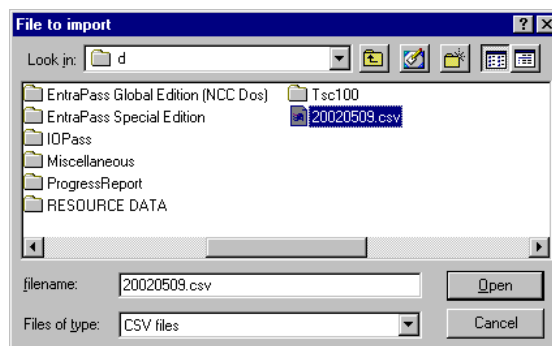 File to import
Look in: d
EntraPass Global Edition (NCC Dos)
EntraPass Special Edition
IOPass
Miscellaneous
ProgressReport
RESOURCE DATA
Tsc100
20020509.csv
filename: 20020509.csv Open
Files of type: CSV files Cancel